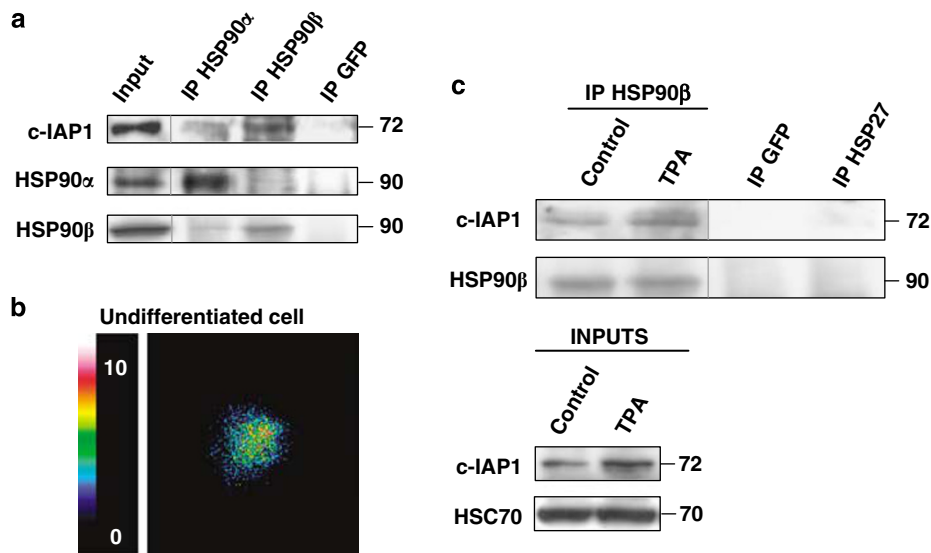 a
Input
IP HSP90α
IP HSP90β
IP GFP
c-IAP1
72
HSP90α
90
HSP90β
90
b
Undifferentiated cell
10
0
c
IP HSP90β
Control
TPA
IP GFP
IP HSP27
c-IAP1
72
HSP90β
90
INPUTS
Control
TPA
c-IAP1
72
HSC70
70